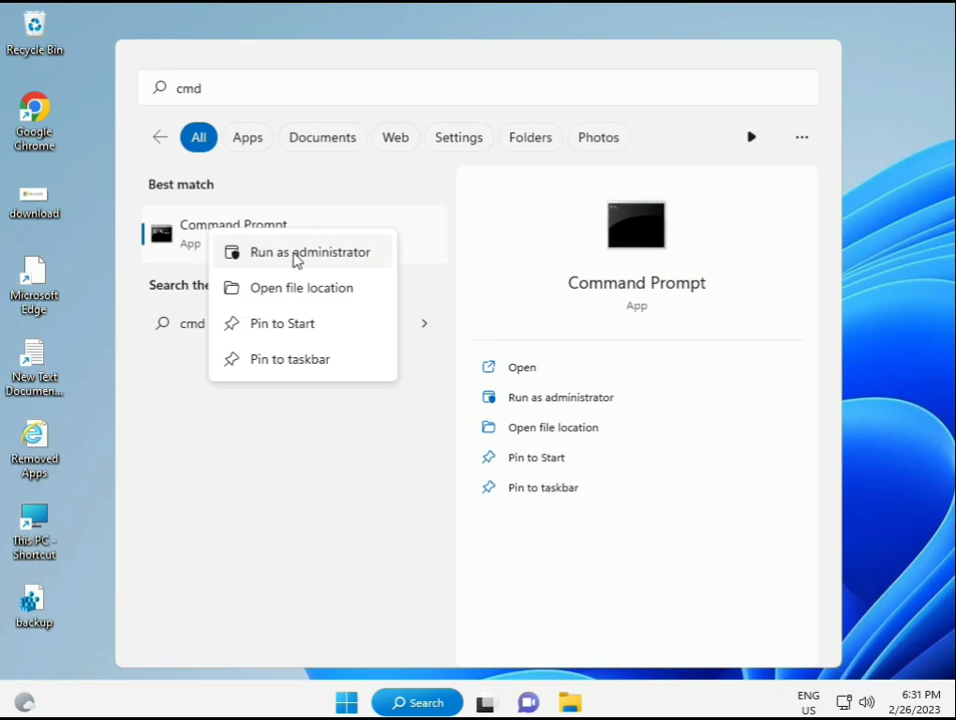 Recycle Bin
Google
Chrome
download
Microsoft
Edge
New Text
Documen...
Removed
Apps
This PC -
Shortcut
backup
cmd
All
Apps
Documents
Web
Settings
Folders
Photos
Best match
Command Prompt
App
Search the
cmd
Run as administrator
Open file location
Pin to Start
Pin to taskbar
Command Prompt
App
Open
Run as administrator
Open file location
Pin to Start
Pin to taskbar
Search
ENG
US
6:31 PM
2/26/2023